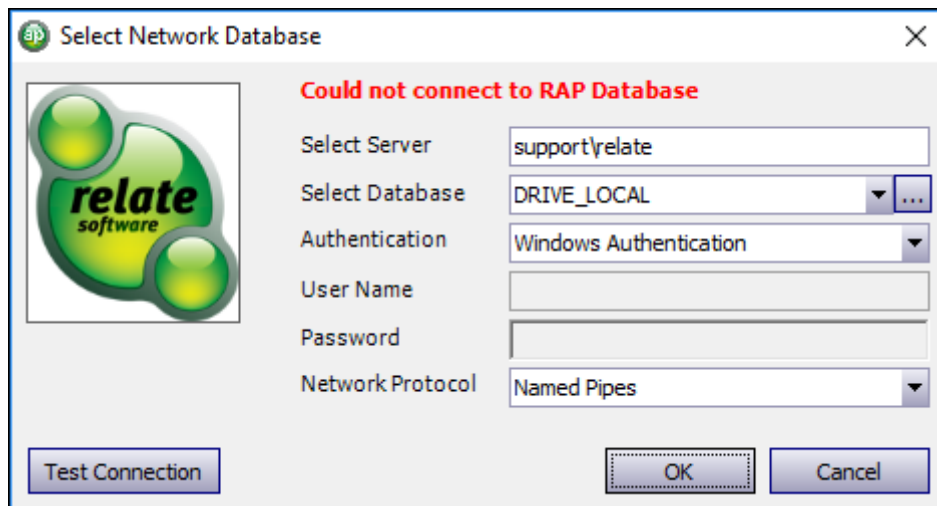 ap Select Network Database
Could not connect to RAP Database
relate
software
Select Server support\relate
Select Database DRIVE_LOCAL ...
Authentication Windows Authentication
User Name
Password
Network Protocol Named Pipes
Test Connection OK Cancel